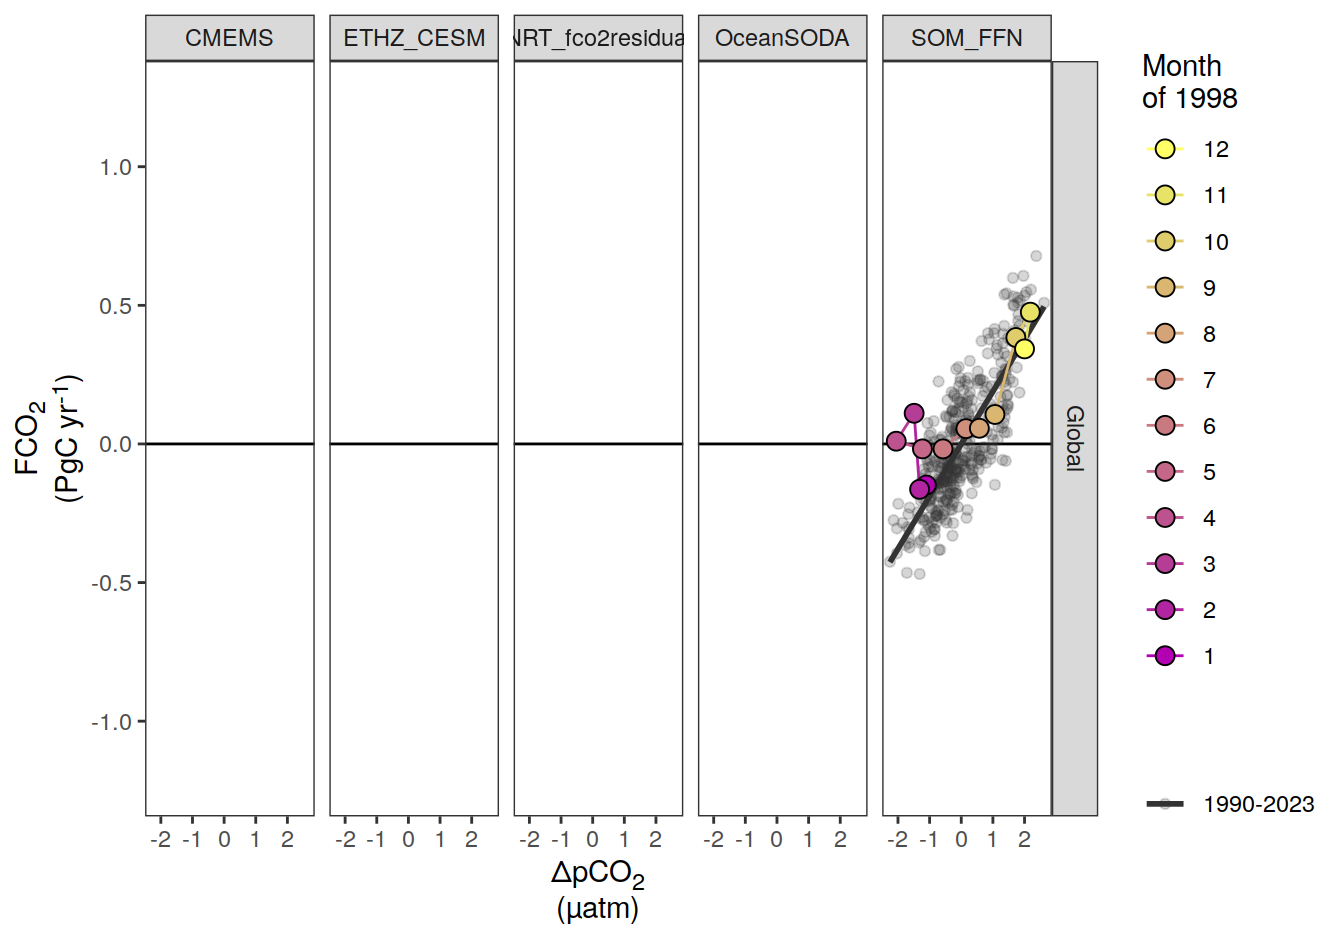 CMEMS ETHZ_CESM NRT_fco2residua OceanSODA SOM_FFN
Global
FCO2
(PgC yr-1)
1.0
0.5
0.0
-0.5
-1.0
-2 -1 0 1 2 -2 -1 0 1 2 -2 -1 0 1 2 -2 -1 0 1 2 -2 -1 0 1 2
ΔpCO2
(μatm)
Month
of 1998
12
11
10
9
8
7
6
5
4
3
2
1
1990-2023